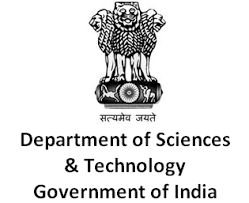 सत्यमेव जयते
Department of Sciences
& Technology
Government of India